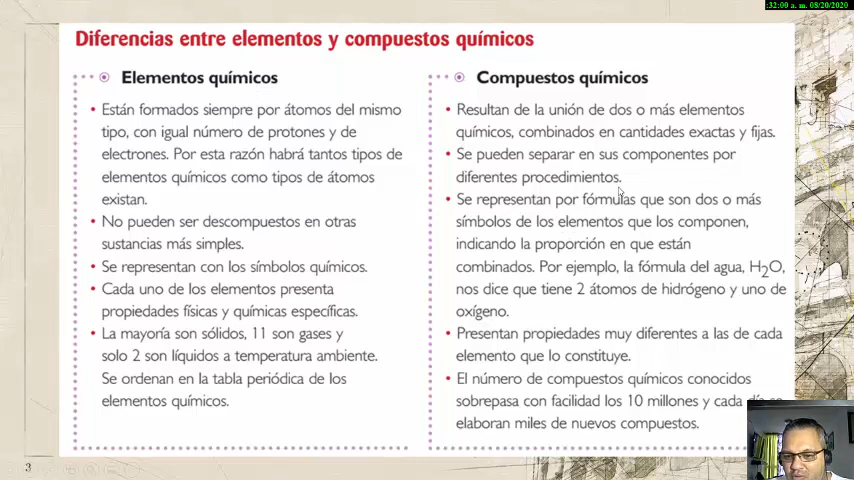 :32:00 a. m. 08/20/2020
Diferencias entre elementos y compuestos químicos
Elementos químicos
• Están formados siempre por átomos del mismo
tipo, con igual número de protones y de
electrones. Por esta razón habrá tantos tipos de
elementos químicos como tipos de átomos
existan.
• No pueden ser descompuestos en otras
sustancias más simples.
• Se representan con los símbolos químicos.
• Cada uno de los elementos presenta
propiedades físicas y químicas específicas.
• La mayoría son sólidos, 11 son gases y
solo 2 son líquidos a temperatura ambiente.
Se ordenan en la tabla periódica de los
elementos químicos.
Compuestos químicos
• Resultan de la unión de dos o más elementos
químicos, combinados en cantidades exactas y fijas.
• Se pueden separar en sus componentes por
diferentes procedimientos.
• Se representan por fórmulas que son dos o más
símbolos de los elementos que los componen,
indicando la proporción en que están
combinados. Por ejemplo, la fórmula del agua, H₂O,
nos dice que tiene 2 átomos de hidrógeno y uno de
oxígeno.
• Presentan propiedades muy diferentes a las de cada
elemento que lo constituye.
• El número de compuestos químicos conocidos
sobrepasa con facilidad los 10 millones y cada
elaboran miles de nuevos compuestos.
3